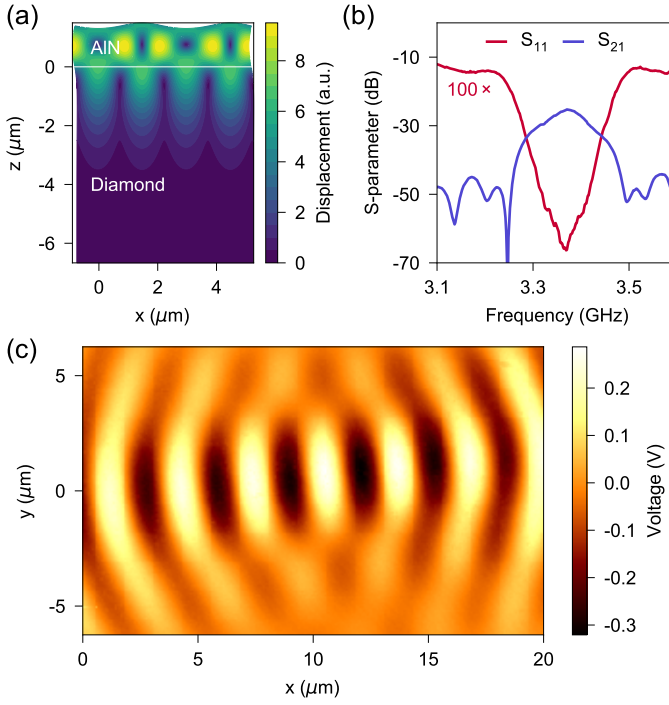 (a)
AlN
Diamond
0
-2
-4
-6
z (μm)
0
2
4
x (μm)
8
6
4
2
0
Displacement (a.u.)
(b)
S11
S21
100 ×
-10
-30
-50
-70
S-parameter (dB)
3.1
3.3
3.5
Frequency (GHz)
(c)
5
0
-5
y (μm)
0
5
10
15
20
x (μm)
0.2
0.1
0.0
-0.1
-0.2
-0.3
Voltage (V)